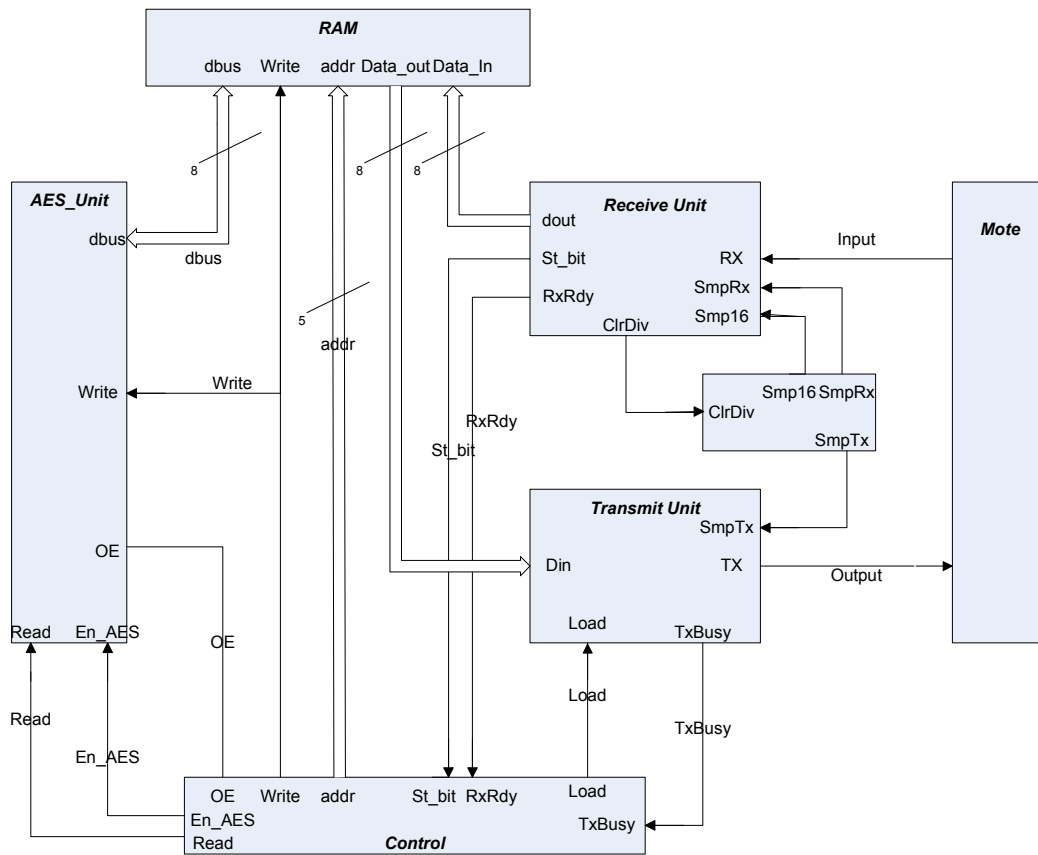 RAM
dbus Write addr Data_out Data_In
8
8
8
AES_Unit
dbus
dbus
Receive Unit
dout
St_bit
RxRdy
RX
SmpRx
Smp16
ClrDiv
Input
Mote
5
addr
Write
Write
Smp16 SmpRx
ClrDiv
SmpTx
RxRdy
St_bit
Transmit Unit
SmpTx
Din
TX
Output
Load
TxBusy
OE
OE
Read
En_AES
Read
En_AES
Load
TxBusy
OE Write addr St_bit RxRdy Load
En_AES
TxBusy
Read
Control